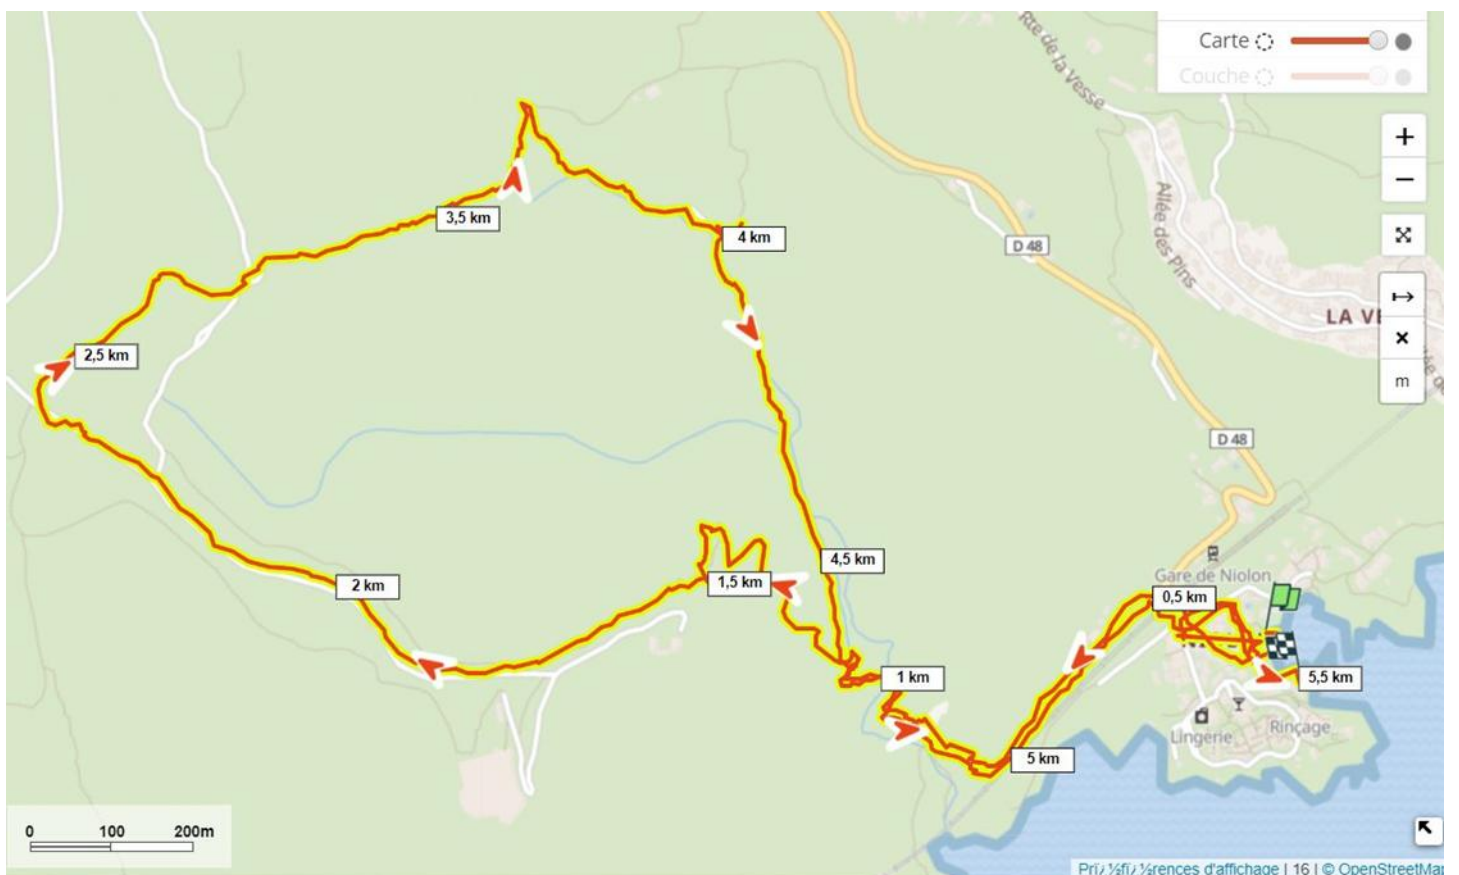 Carte
Couche
Rte de la Vesse
+
−
Allée des Pins
3,5 km
4 km
D 48
LA VE
×
m
2,5 km
D 48
4,5 km
1,5 km
2 km
Gare de Niolon
0,5 km
1 km
5,5 km
Lingerie
Rinçage
5 km
0 100 200m
Prï¿½fï¿½rences d'affichage | 16 | © OpenStreetMap